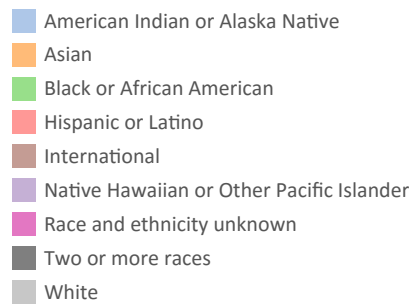 American Indian or Alaska Native
Asian
Black or African American
Hispanic or Latino
International
Native Hawaiian or Other Pacific Islander
Race and ethnicity unknown
Two or more races
White